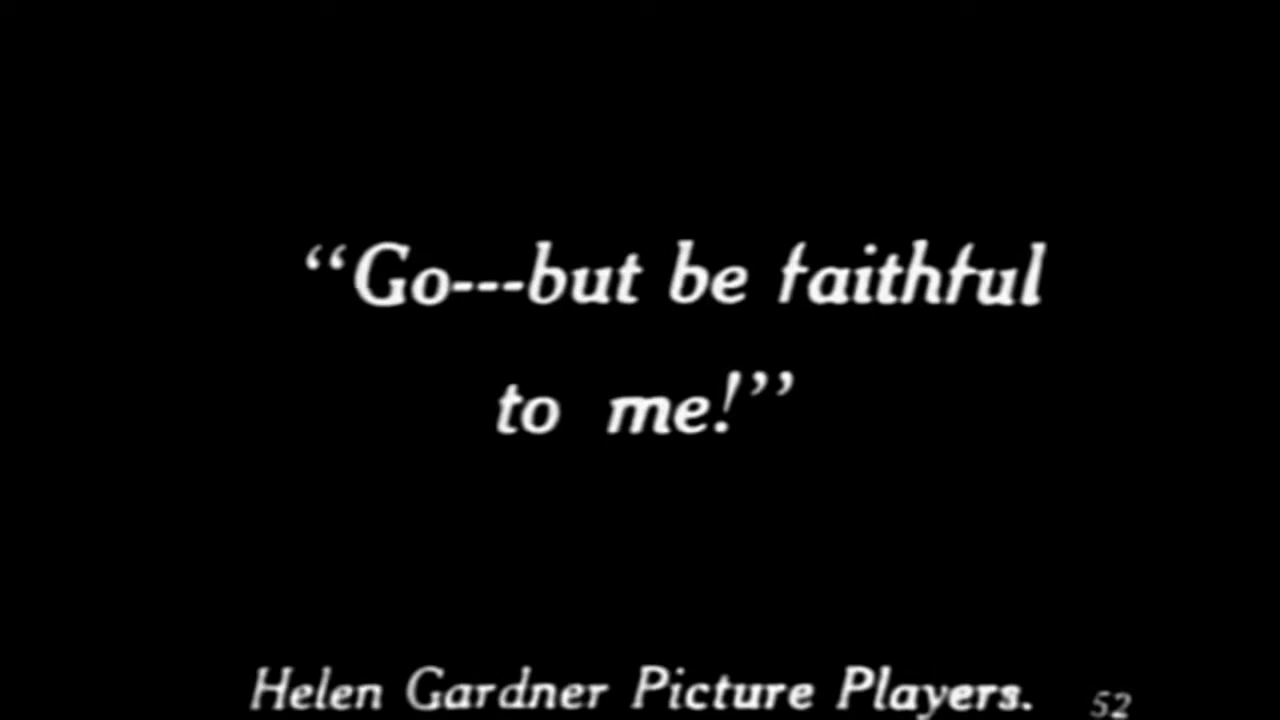 “Go---but be faithful
to me!”
Helen Gardner Picture Players. 52